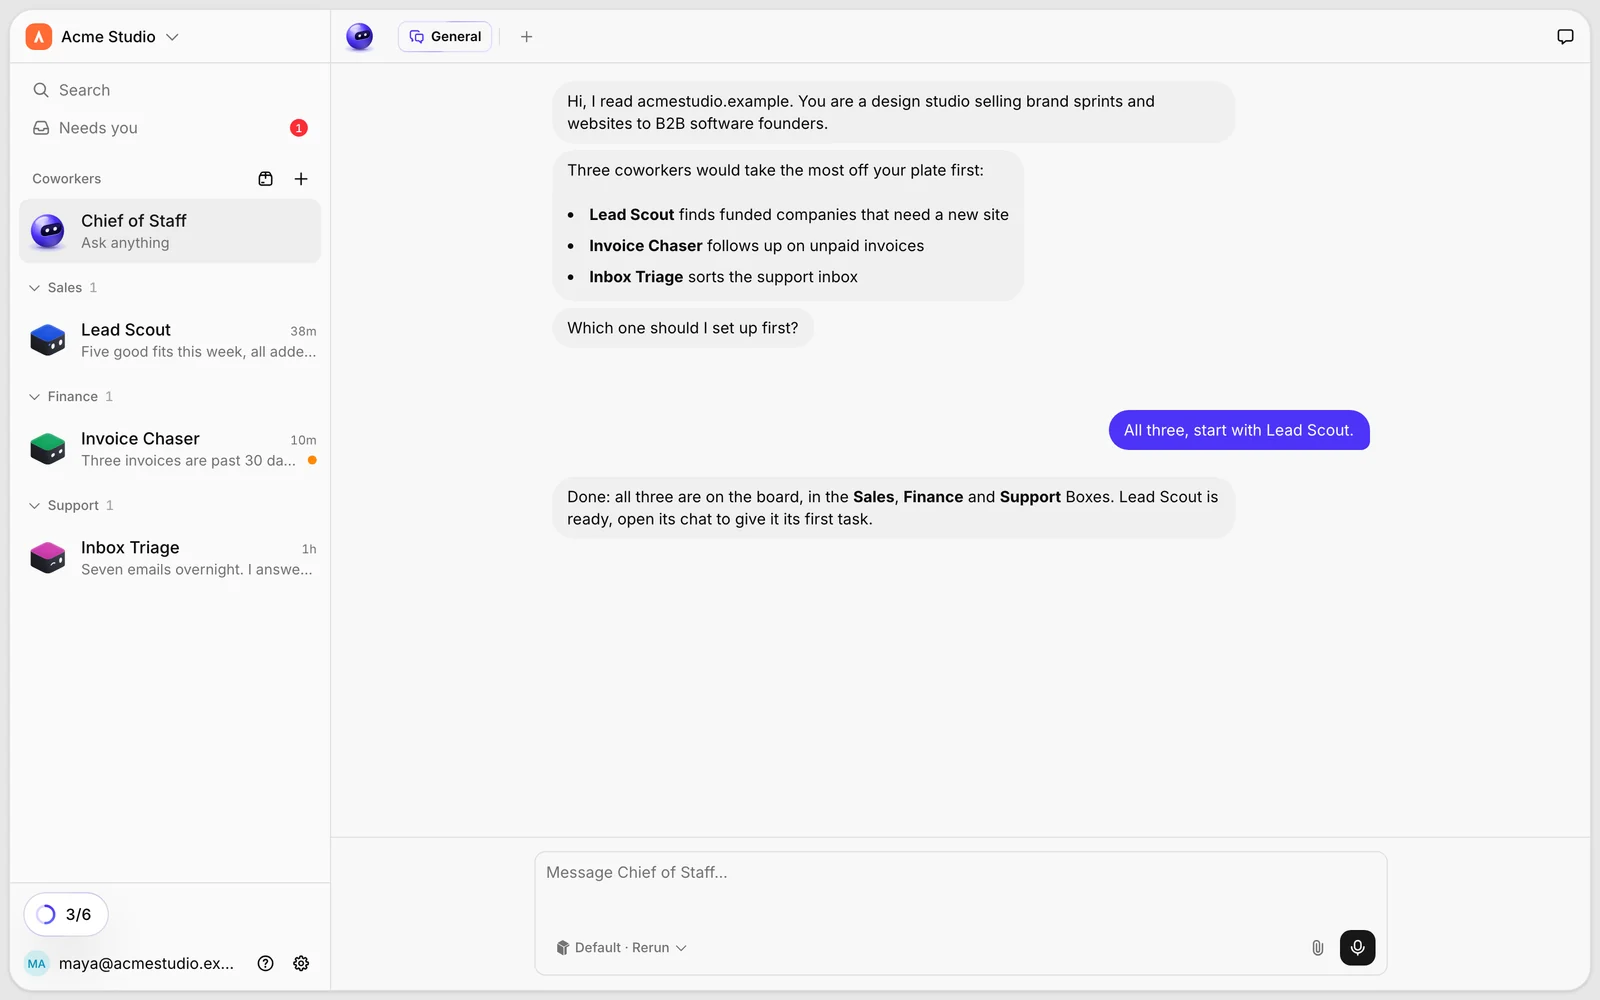 Acme Studio
Search
Needs you
1
Coworkers
Chief of Staff
Ask anything
Sales 1
Lead Scout
38m
Five good fits this week, all adde...
Finance 1
Invoice Chaser
10m
Three invoices are past 30 da...
Support 1
Inbox Triage
1h
Seven emails overnight. I answe...
3/6
MA
maya@acmestudio.ex...
General
Hi, I read acmestudio.example. You are a design studio selling brand sprints and
websites to B2B software founders.
Three coworkers would take the most off your plate first:
• Lead Scout finds funded companies that need a new site
• Invoice Chaser follows up on unpaid invoices
• Inbox Triage sorts the support inbox
Which one should I set up first?
All three, start with Lead Scout.
Done: all three are on the board, in the Sales, Finance and Support Boxes. Lead Scout is
ready, open its chat to give it its first task.
Message Chief of Staff...
Default · Rerun